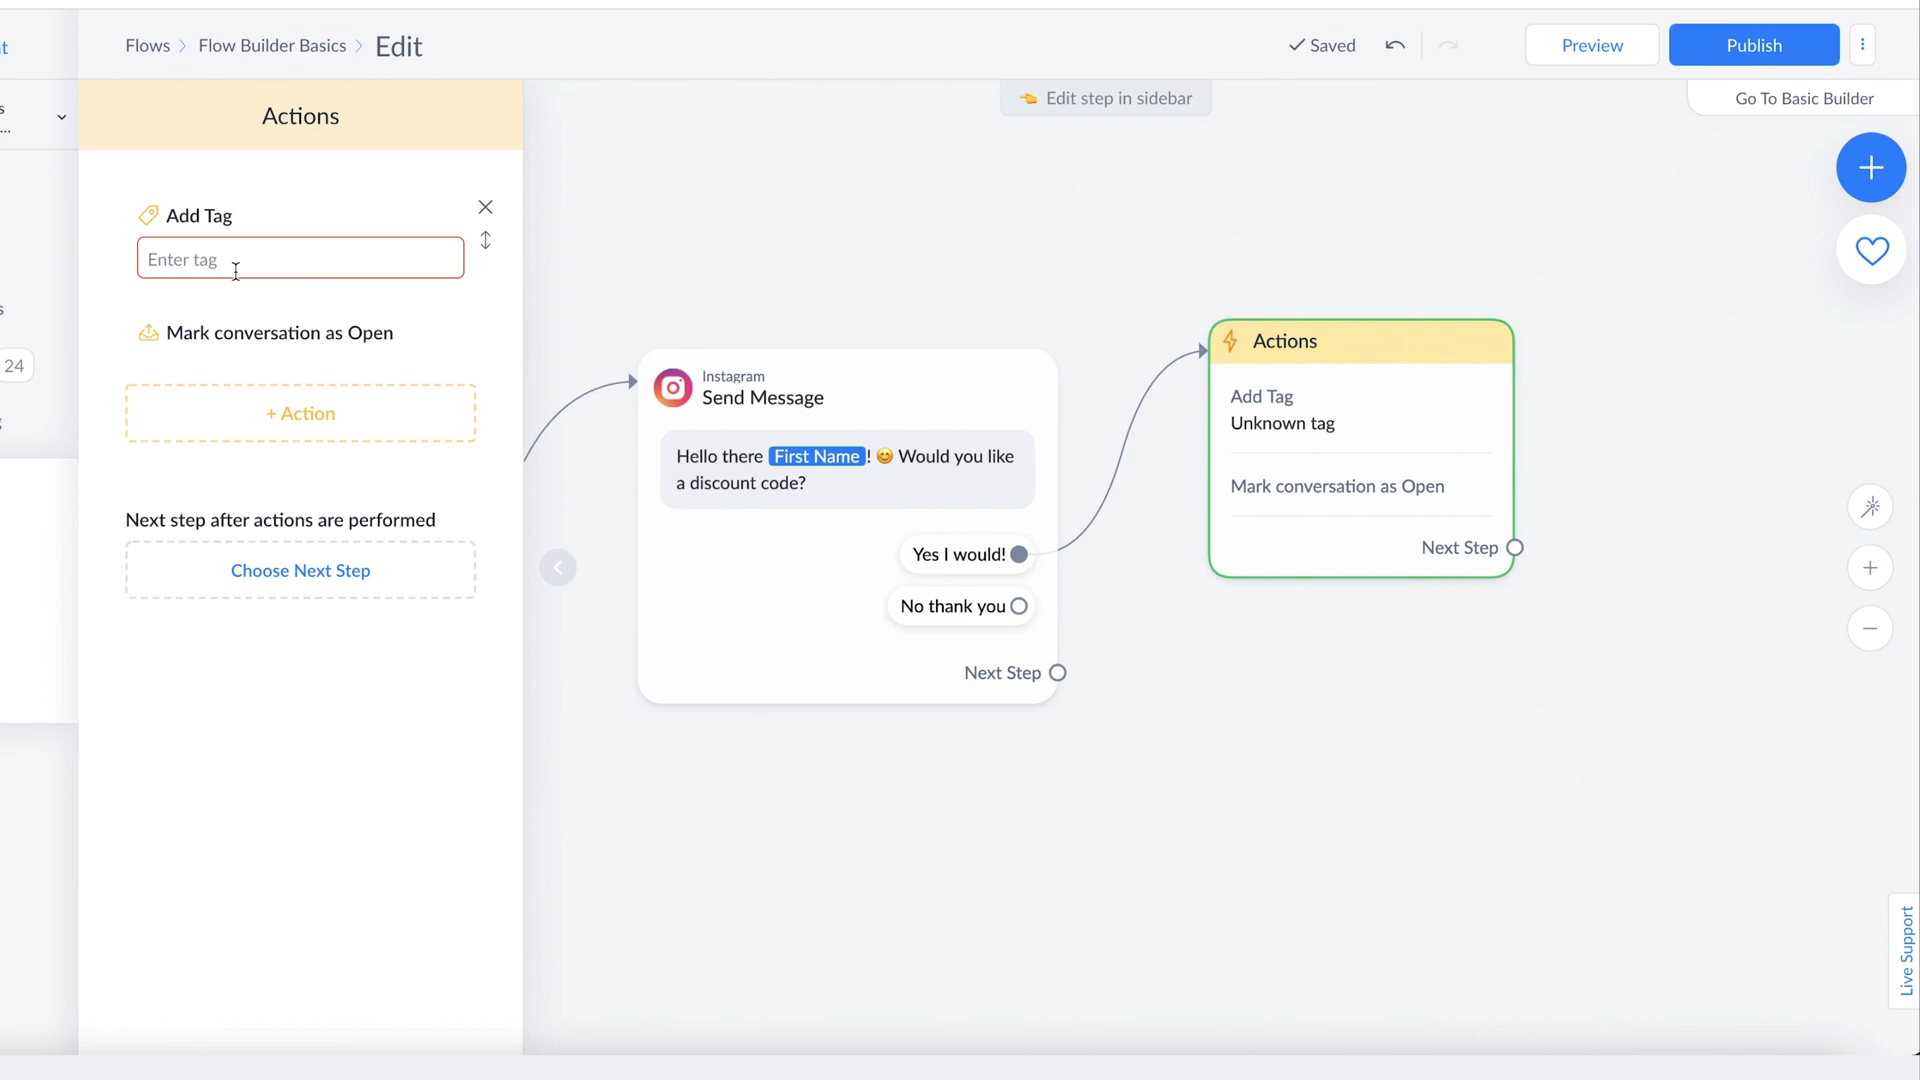 t
Flows
Flow Builder Basics
Edit
Saved
Preview
Publish
s
...
Actions
Edit step in sidebar
Go To Basic Builder
Add Tag
Enter tag
Mark conversation as Open
s
24
+ Action
Next step after actions are performed
Choose Next Step
Instagram
Send Message
Hello there First Name! 😊 Would you like
a discount code?
Yes I would!
No thank you
Next Step
Actions
Add Tag
Unknown tag
Mark conversation as Open
Next Step
Live Support